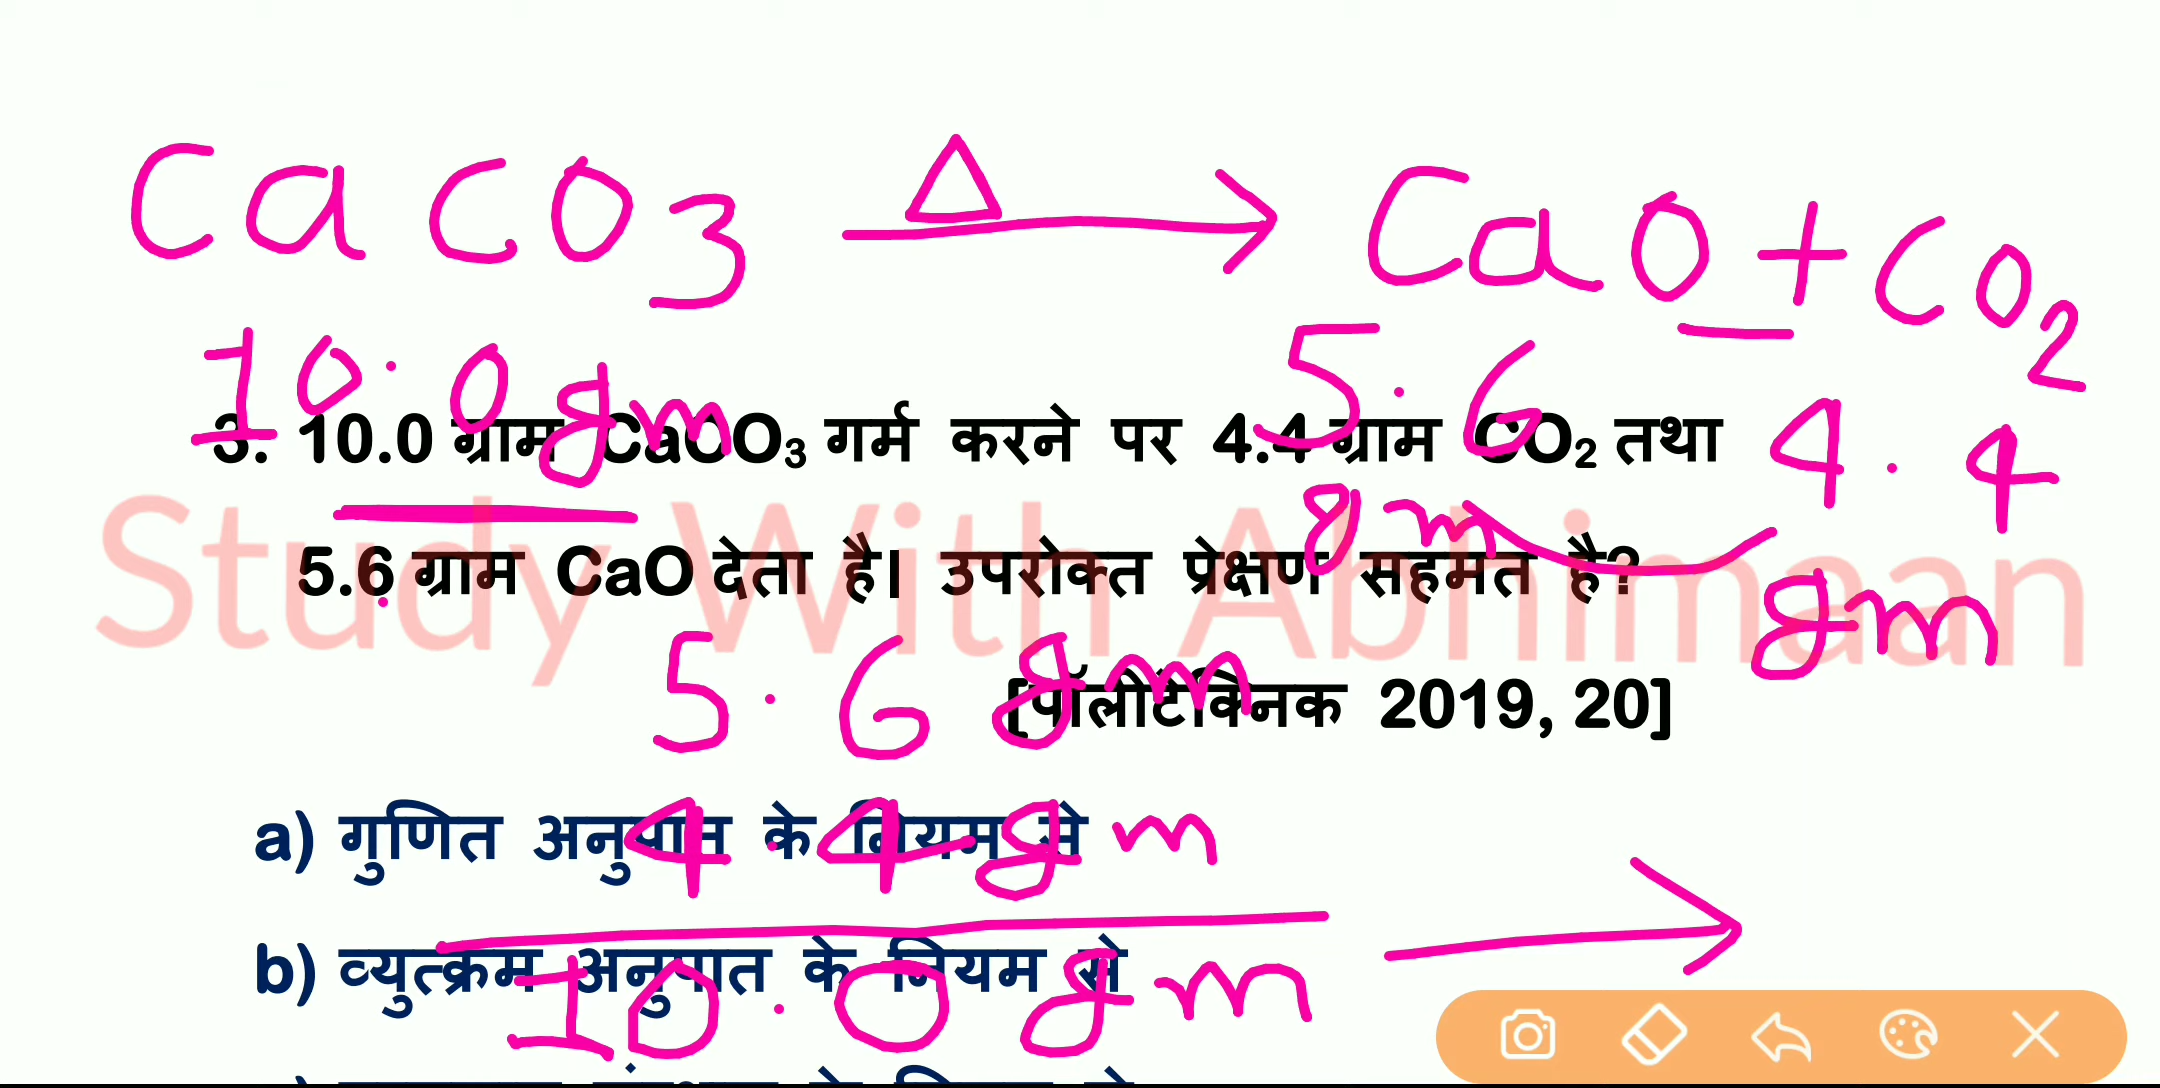 CaCO3 Δ→ CaO + CO2
10.0 gm 5.6 gm 4.4 gm
3. 10.0 ग्राम CaCO₃ गर्म करने पर 4.4 ग्राम CO₂ तथा
5.6 ग्राम CaO देता है। उपरोक्त प्रेक्षण सहमत है?
Study With Abhimaan
5.6 gm
[पॉलीटेक्निक 2019, 20]
a) गुणित अनुपात के नियम से
4.4 gm
b) व्युत्क्रम अनुपात के नियम से
10.0 gm →